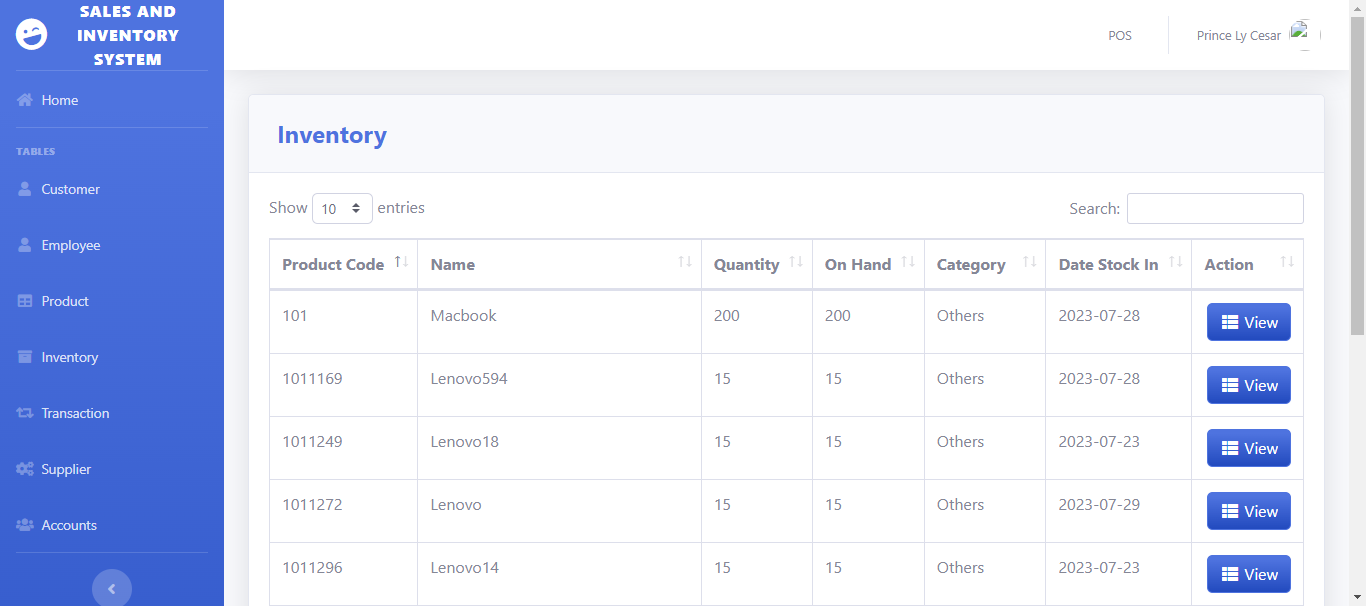 SALES AND
INVENTORY
SYSTEM
POS
Prince Ly Cesar
Home
TABLES
Customer
Employee
Product
Inventory
Transaction
Supplier
Accounts
Inventory
Show 10 entries
Search:
Product Code Name Quantity On Hand Category Date Stock In Action
101 Macbook 200 200 Others 2023-07-28 View
1011169 Lenovo594 15 15 Others 2023-07-28 View
1011249 Lenovo18 15 15 Others 2023-07-23 View
1011272 Lenovo 15 15 Others 2023-07-29 View
1011296 Lenovo14 15 15 Others 2023-07-23 View